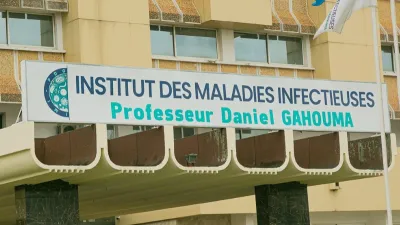 INSTITUT DES MALADIES INFECTIEUSES
Professeur Daniel GAHOUMA